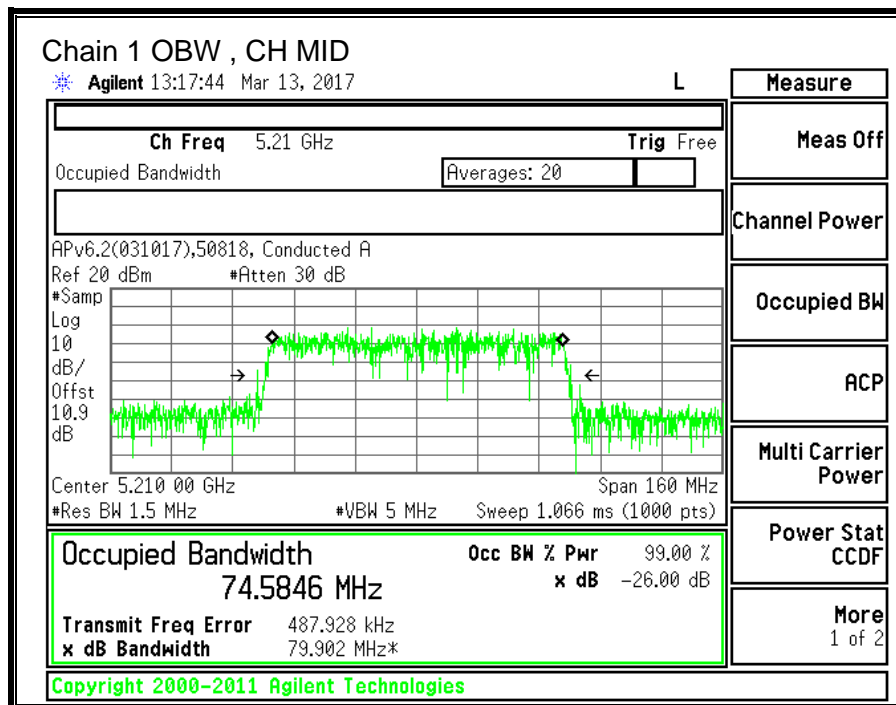 Chain 1 OBW , CH MID
Agilent 13:17:44 Mar 13, 2017 L
Ch Freq 5.21 GHz Trig Free
Occupied Bandwidth Averages: 20
APv6.2(031017),50818, Conducted A
Ref 20 dBm #Atten 30 dB
#Samp
Log
10
dB/
Offst
10.9
dB
Center 5.210 00 GHz Span 160 MHz
#Res BW 1.5 MHz #VBW 5 MHz Sweep 1.066 ms (1000 pts)
Occupied Bandwidth Occ BW % Pwr 99.00 %
74.5846 MHz x dB -26.00 dB
Transmit Freq Error 487.928 kHz
x dB Bandwidth 79.902 MHz*
Copyright 2000-2011 Agilent Technologies
Measure
Meas Off
Channel Power
Occupied BW
ACP
Multi Carrier
Power
Power Stat
CCDF
More
1 of 2